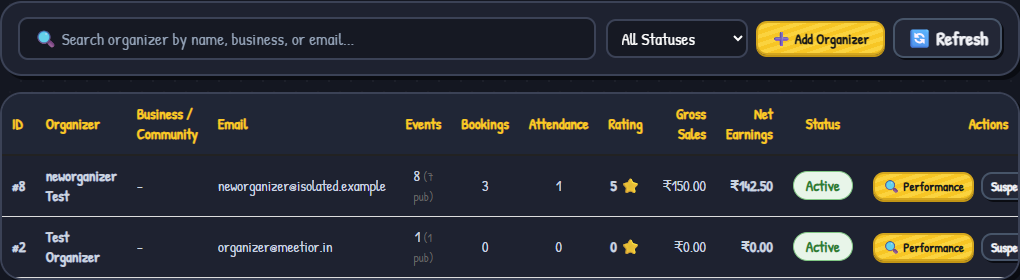 Search organizer by name, business, or email...
All Statuses
Add Organizer
Refresh
ID Organizer Business / Community Email Events Bookings Attendance Rating Gross Sales Net Earnings Status Actions
#8 neworganizer Test – neworganizer@isolated.example 8 (7 pub) 3 1 5 ₹150.00 ₹142.50 Active Performance Suspe
#2 Test Organizer – organizer@meetior.in 1 (1 pub) 0 0 0 ₹0.00 ₹0.00 Active Performance Suspe